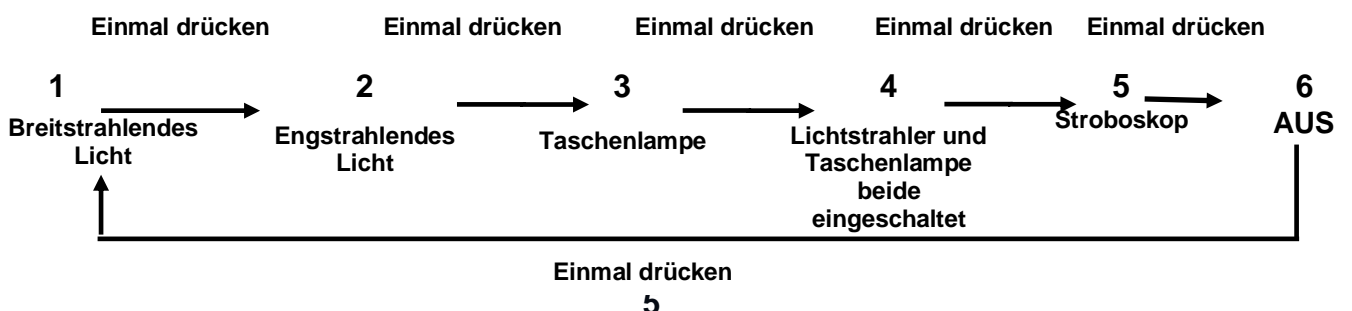 Einmal drücken Einmal drücken Einmal drücken Einmal drücken Einmal drücken
1 2 3 4 5 6
Breitstrahlendes
Licht
Engstrahlendes
Licht
Taschenlampe
Lichtstrahler und
Taschenlampe
beide
eingeschaltet
Stroboskop
AUS
Einmal drücken
5